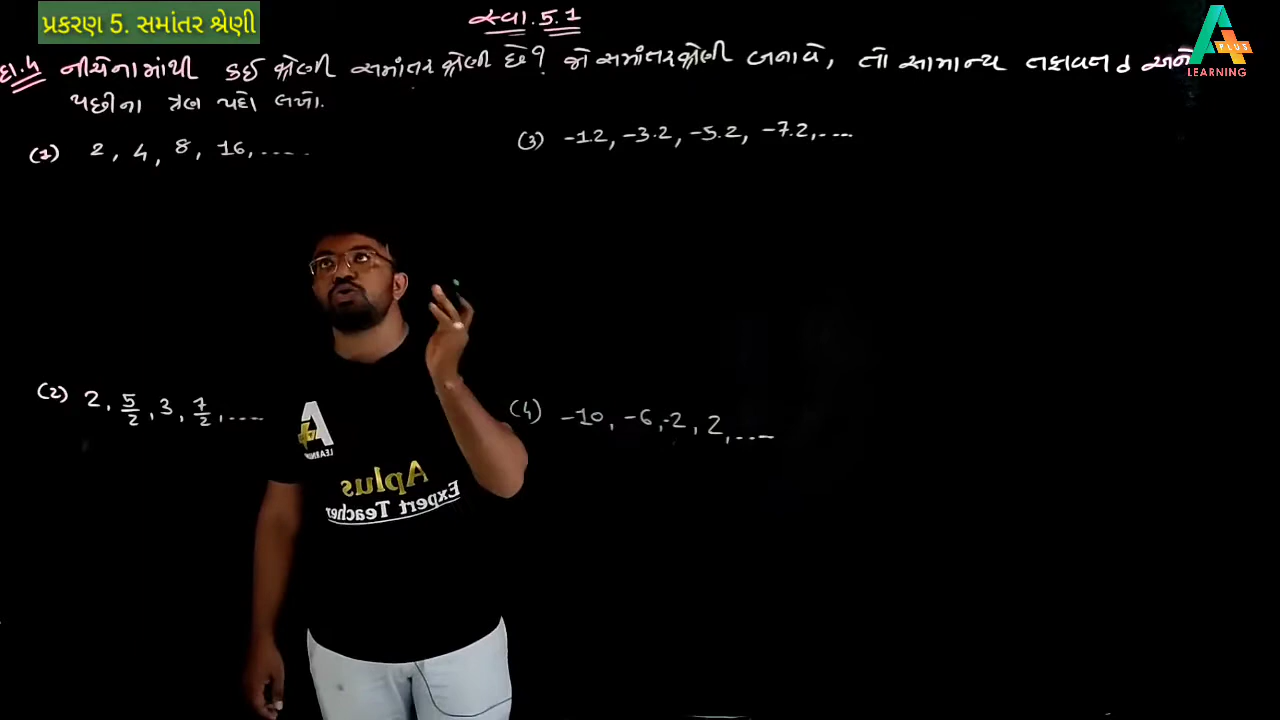 પ્રકરણ 5. સમાંતર શ્રેણી
સ્વા. 5.1
દા.4 નીચેનામાંથી કઈ શ્રેણી સમાંતર શ્રેણી છે? જો સમાંતર શ્રેણી બનાવે, તો સામાન્ય તફાવત d અને
પછીના ત્રણ પદો લખો.
(1) 2, 4, 8, 16, .....
(3) -1.2, -3.2, -5.2, -7.2, ....
(2) 2, 5/2, 3, 7/2, .....
(4) -10, -6, -2, 2, ....
A+
PLUS
LEARNING
Aplus
Expert Teacher